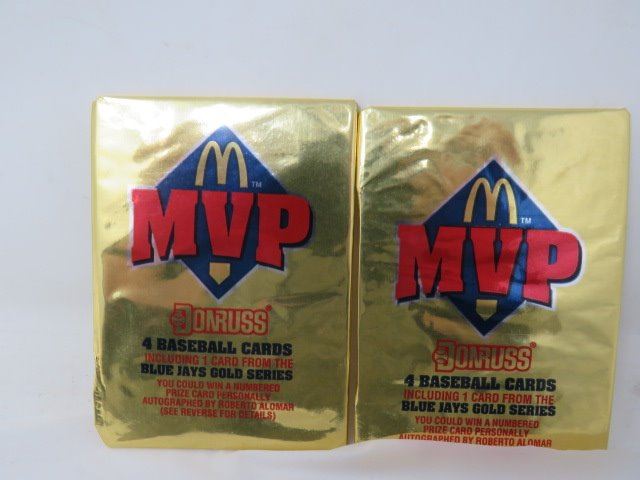 M
TM
MVP
DONRUSS
4 BASEBALL CARDS
INCLUDING 1 CARD FROM THE
BLUE JAYS GOLD SERIES
YOU COULD WIN A NUMBERED
PRIZE CARD PERSONALLY
AUTOGRAPHED BY ROBERTO ALOMAR
(SEE REVERSE FOR DETAILS)
M
TM
MVP
DONRUSS
4 BASEBALL CARDS
INCLUDING 1 CARD FROM THE
BLUE JAYS GOLD SERIES
YOU COULD WIN A NUMBERED
PRIZE CARD PERSONALLY
AUTOGRAPHED BY ROBERTO ALOMAR